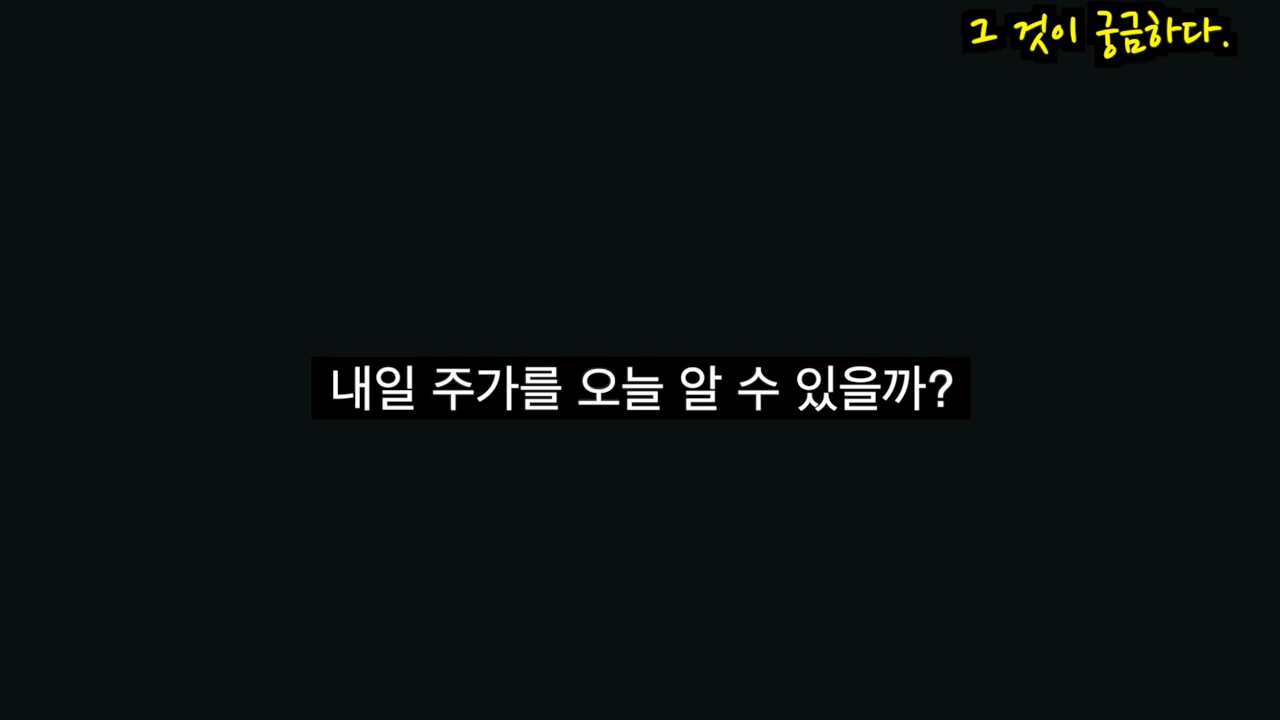 그 것이 궁금하다.
내일 주가를 오늘 알 수 있을까?